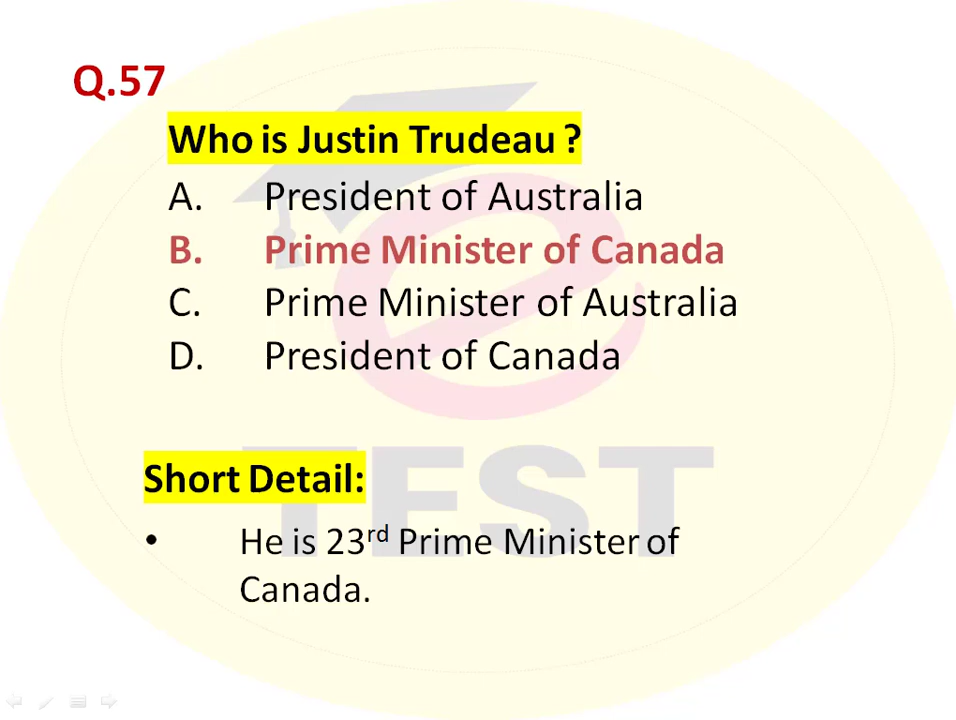 Q.57
Who is Justin Trudeau ?
A. President of Australia
B. Prime Minister of Canada
C. Prime Minister of Australia
D. President of Canada
e
TEST
Short Detail:
• He is 23rd Prime Minister of
Canada.